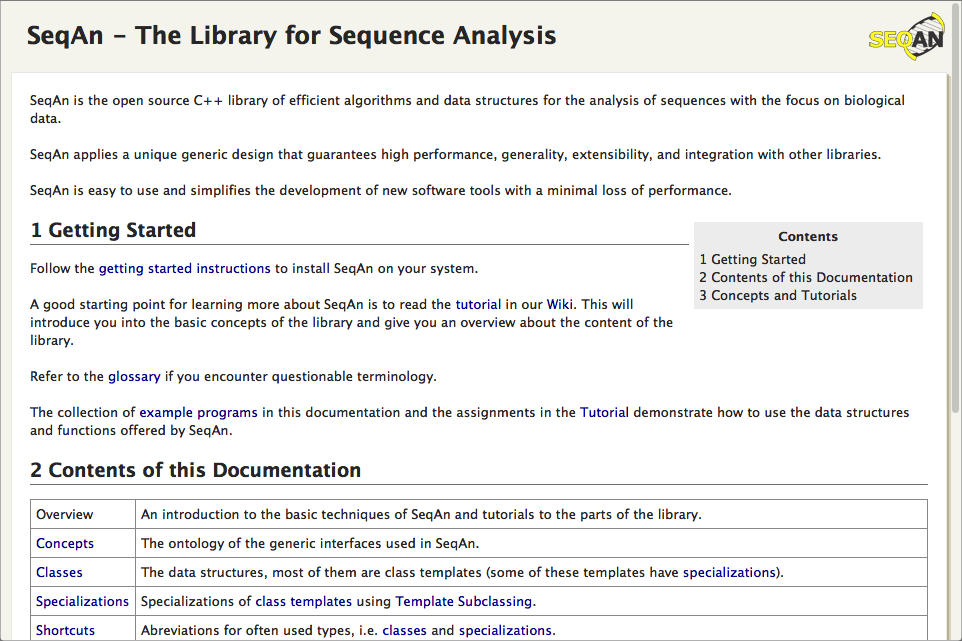 SeqAn – The Library for Sequence Analysis
SEQAN
SeqAn is the open source C++ library of efficient algorithms and data structures for the analysis of sequences with the focus on biological
data.
SeqAn applies a unique generic design that guarantees high performance, generality, extensibility, and integration with other libraries.
SeqAn is easy to use and simplifies the development of new software tools with a minimal loss of performance.
1 Getting Started
Follow the getting started instructions to install SeqAn on your system.
A good starting point for learning more about SeqAn is to read the tutorial in our Wiki. This will
introduce you into the basic concepts of the library and give you an overview about the content of the
library.
Refer to the glossary if you encounter questionable terminology.
The collection of example programs in this documentation and the assignments in the Tutorial demonstrate how to use the data structures
and functions offered by SeqAn.
Contents
1 Getting Started
2 Contents of this Documentation
3 Concepts and Tutorials
2 Contents of this Documentation
Overview An introduction to the basic techniques of SeqAn and tutorials to the parts of the library.
Concepts The ontology of the generic interfaces used in SeqAn.
Classes The data structures, most of them are class templates (some of these templates have specializations).
Specializations Specializations of class templates using Template Subclassing.
Shortcuts Abreviations for often used types, i.e. classes and specializations.